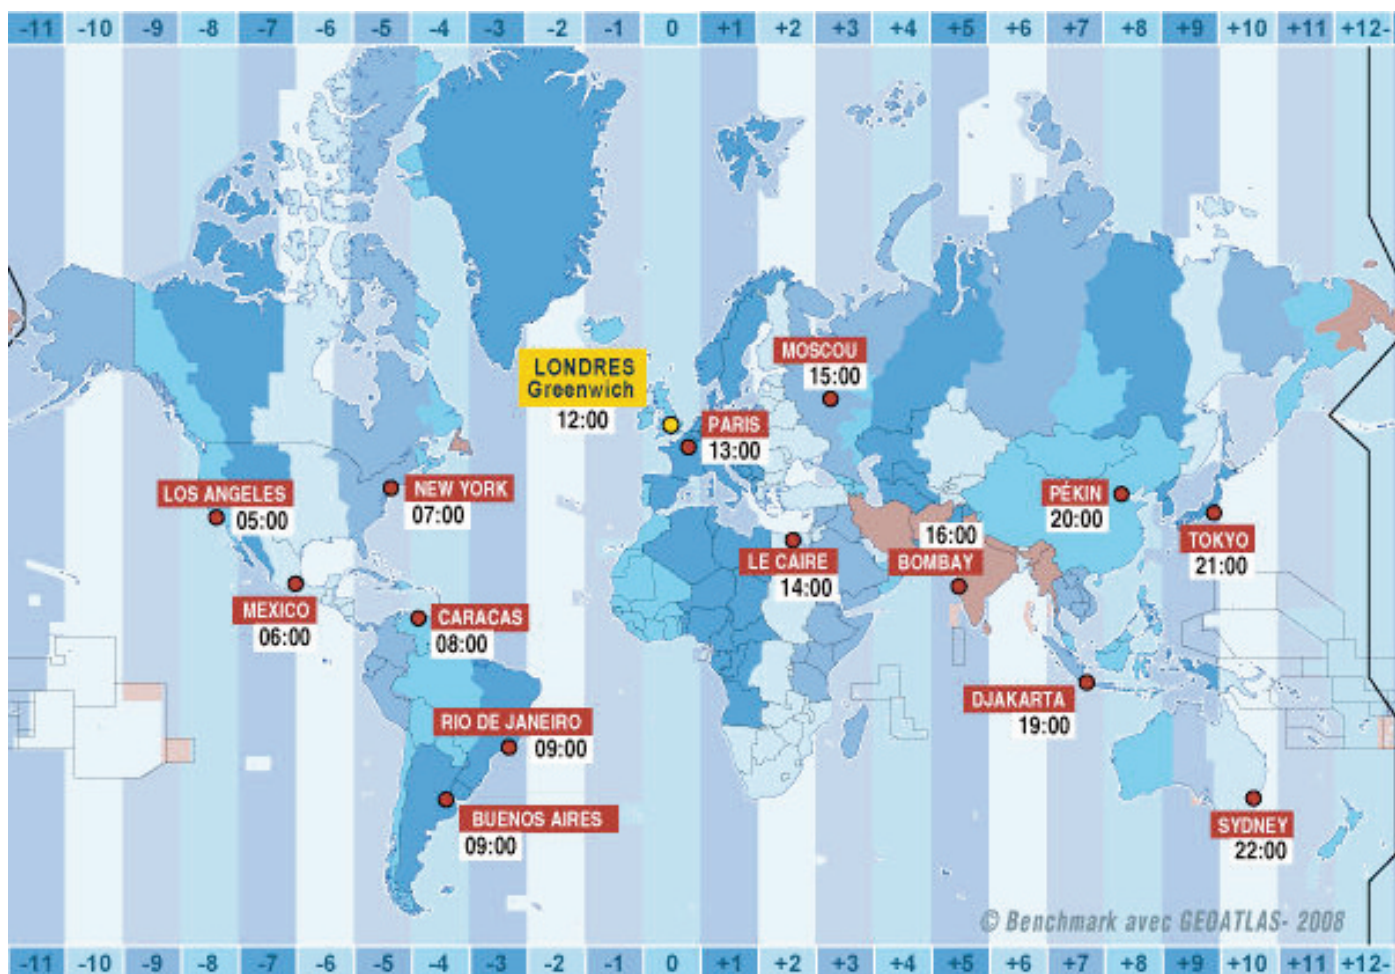 -11 -10 -9 -8 -7 -6 -5 -4 -3 -2 -1 0 +1 +2 +3 +4 +5 +6 +7 +8 +9 +10 +11 +12-
LONDRES
Greenwich
12:00
MOSCOU
15:00
PARIS
13:00
LOS ANGELES
05:00
NEW YORK
07:00
PÉKIN
20:00
TOKYO
21:00
LE CAIRE
14:00
16:00
BOMBAY
MEXICO
06:00
CARACAS
08:00
DJAKARTA
19:00
RIO DE JANEIRO
09:00
BUENOS AIRES
09:00
SYDNEY
22:00
© Benchmark avec GEOATLAS- 2008
-11 -10 -9 -8 -7 -6 -5 -4 -3 -2 -1 0 +1 +2 +3 +4 +5 +6 +7 +8 +9 +10 +11 +12-